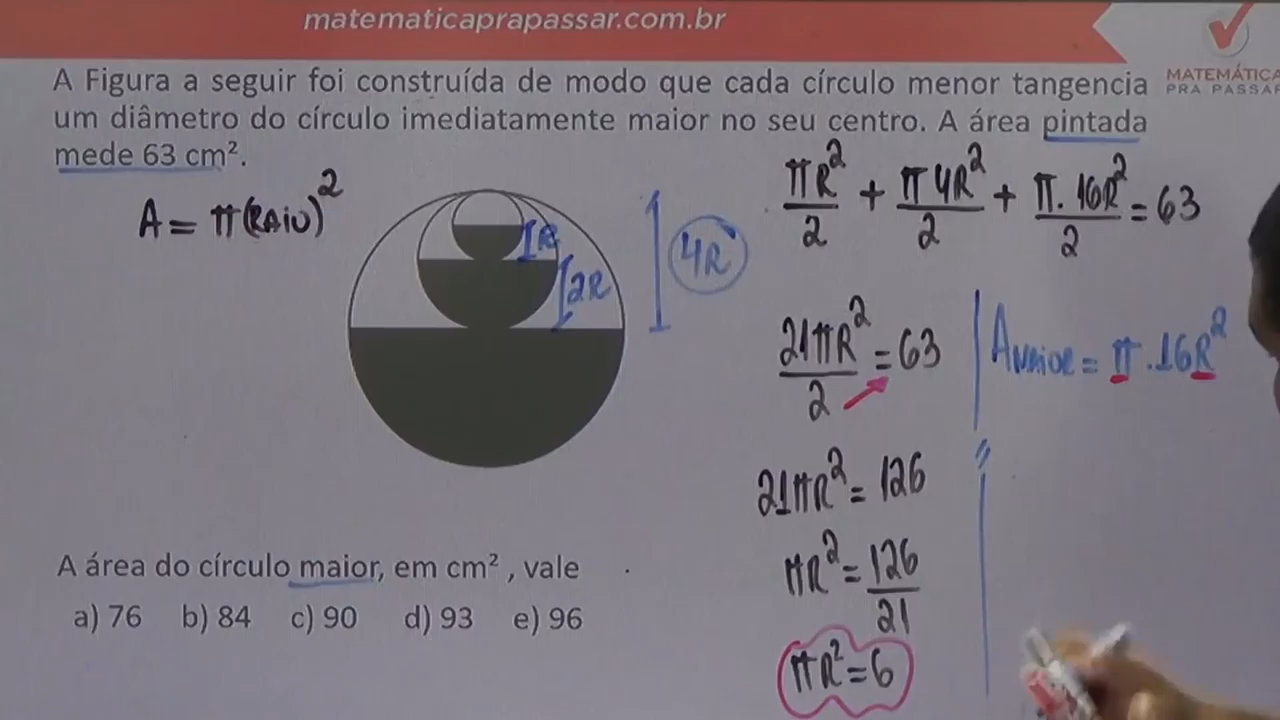 matematicaprapassar.com.br
MATEMÁTICA
PRA PASSAR
A Figura a seguir foi construída de modo que cada círculo menor tangencia
um diâmetro do círculo imediatamente maior no seu centro. A área pintada
mede 63 cm².
A = π(RAIO)²
R
2R
4R
πR²/2 + π4R²/2 + π.16R²/2 = 63
21πR²/2 = 63
AMAIOR = π.16R²
21πR² = 126
πR² = 126/21
πR² = 6
A área do círculo maior, em cm² , vale
a) 76 b) 84 c) 90 d) 93 e) 96